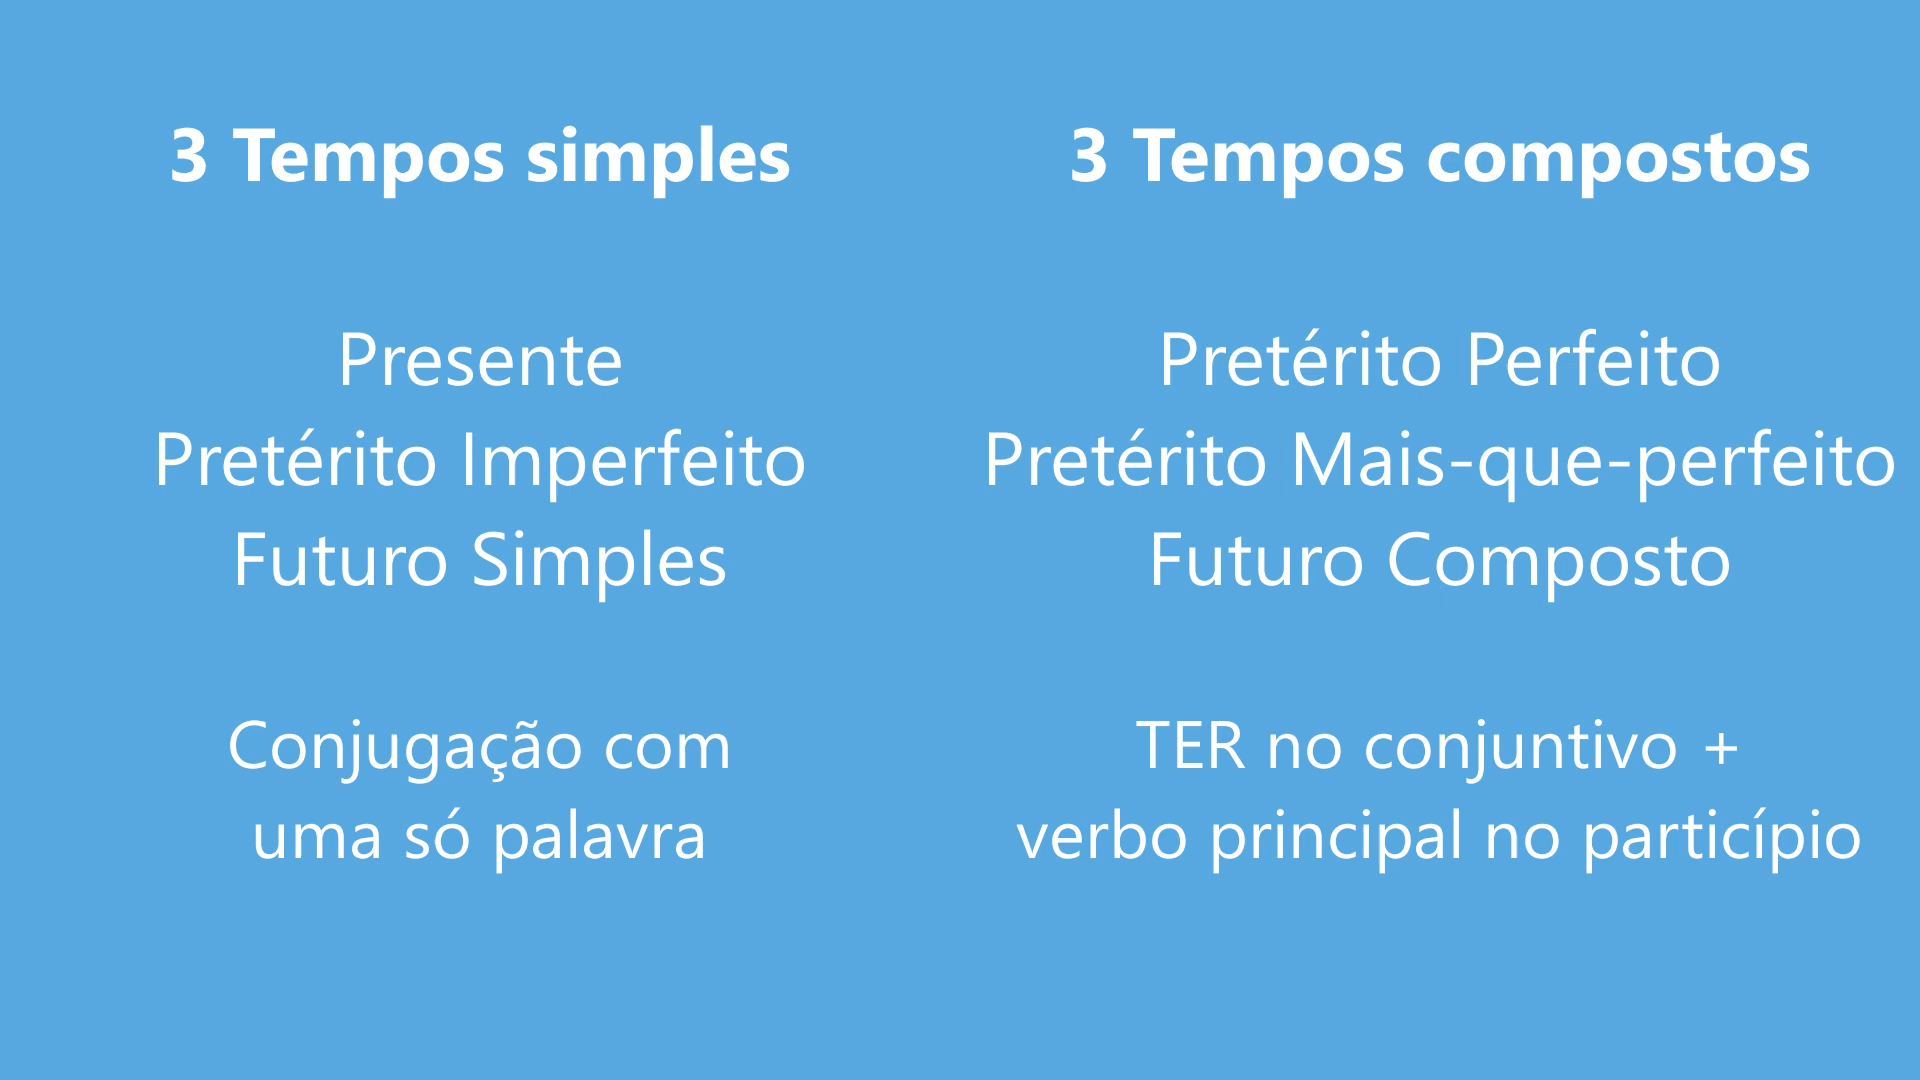 3 Tempos simples
Presente
Pretérito Imperfeito
Futuro Simples
Conjugação com
uma só palavra
3 Tempos compostos
Pretérito Perfeito
Pretérito Mais-que-perfeito
Futuro Composto
TER no conjuntivo +
verbo principal no particípio